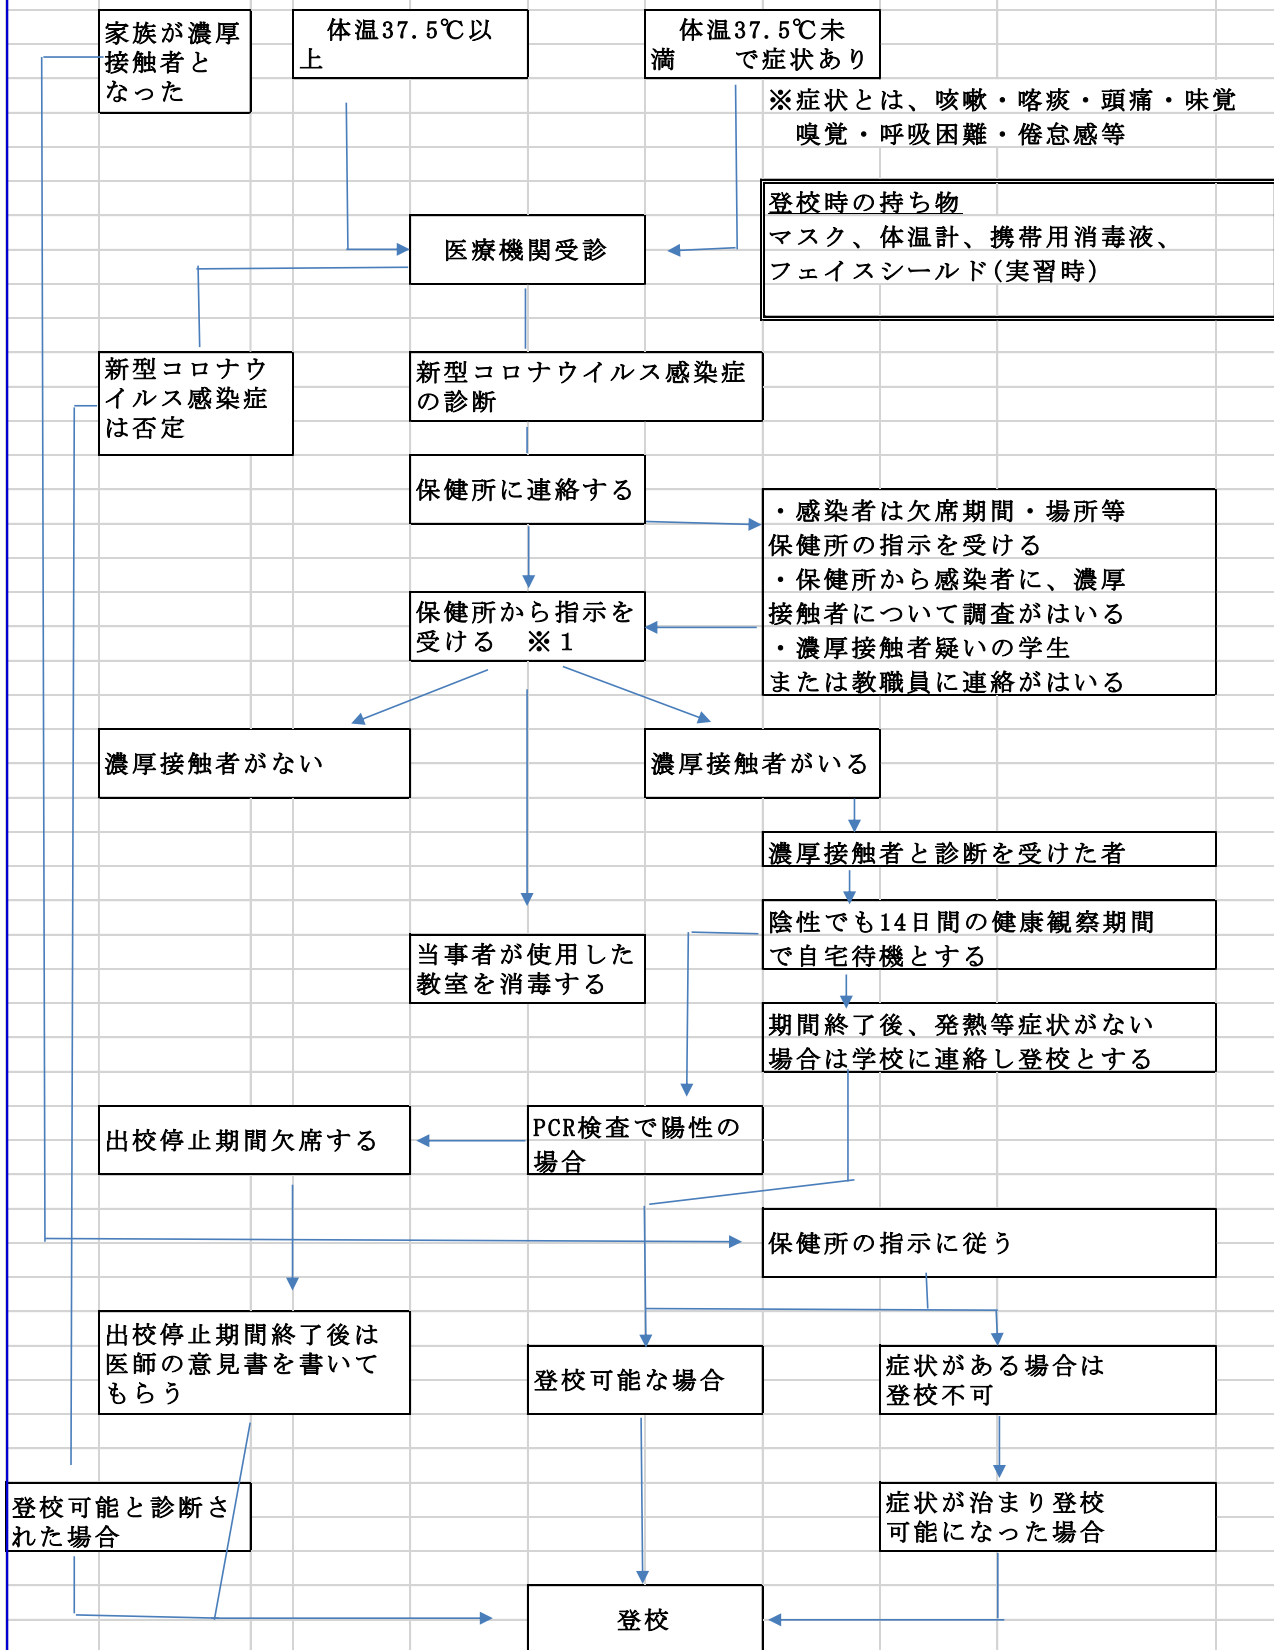 家族が濃厚
接触者と
なった
体温37.5℃以
上
体温37.5℃未
満　　で症状あり
※症状とは、咳嗽・喀痰・頭痛・味覚
嗅覚・呼吸困難・倦怠感等
登校時の持ち物
マスク、体温計、携帯用消毒液、
フェイスシールド(実習時)
医療機関受診
新型コロナウ
イルス感染症
は否定
新型コロナウイルス感染症
の診断
保健所に連絡する
・感染者は欠席期間・場所等
保健所の指示を受ける
・保健所から感染者に、濃厚
接触者について調査がはいる
・濃厚接触者疑いの学生
または教職員に連絡がはいる
保健所から指示を
受ける　※１
濃厚接触者がない
濃厚接触者がいる
濃厚接触者と診断を受けた者
陰性でも14日間の健康観察期間
で自宅待機とする
当事者が使用した
教室を消毒する
期間終了後、発熱等症状がない
場合は学校に連絡し登校とする
出校停止期間欠席する
PCR検査で陽性の
場合
保健所の指示に従う
出校停止期間終了後は
医師の意見書を書いて
もらう
登校可能な場合
症状がある場合は
登校不可
登校可能と診断さ
れた場合
症状が治まり登校
可能になった場合
登校